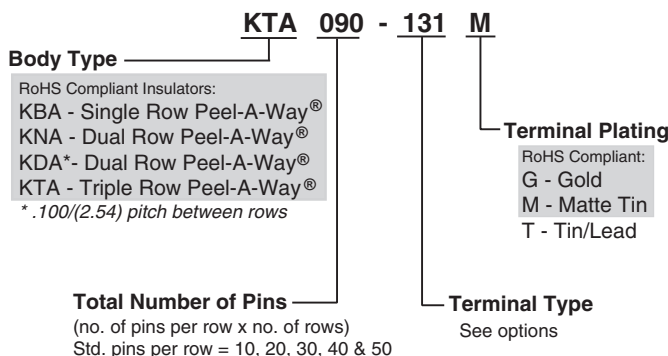 KTA 090 - 131 M
Body Type
RoHS Compliant Insulators:
KBA - Single Row Peel-A-Way®
KNA - Dual Row Peel-A-Way®
KDA*- Dual Row Peel-A-Way®
KTA - Triple Row Peel-A-Way®
* .100/(2.54) pitch between rows
Terminal Plating
RoHS Compliant:
G - Gold
M - Matte Tin
T - Tin/Lead
Total Number of Pins
(no. of pins per row x no. of rows)
Std. pins per row = 10, 20, 30, 40 & 50
Terminal Type
See options